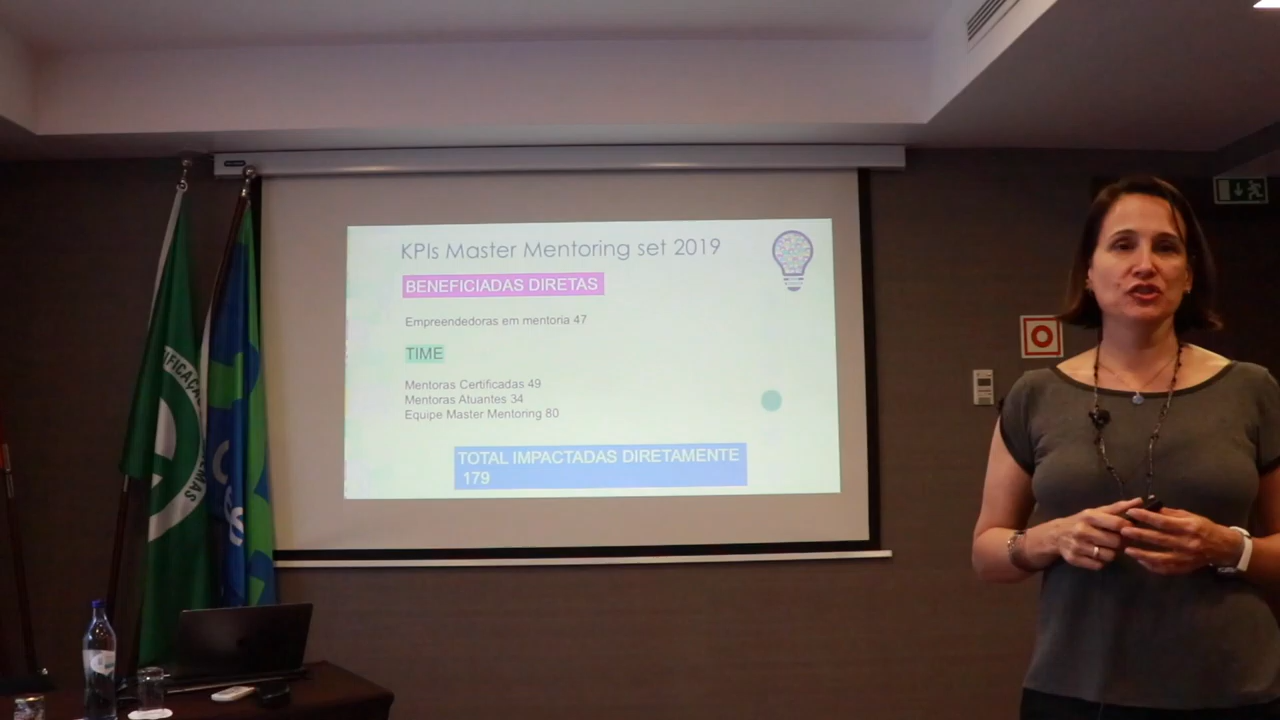 KPIs Master Mentoring set 2019
BENEFICIADAS DIRETAS
Empreendedoras em mentoria 47
TIME
Mentoras Certificadas 49
Mentoras Atuantes 34
Equipe Master Mentoring 80
TOTAL IMPACTADAS DIRETAMENTE
179